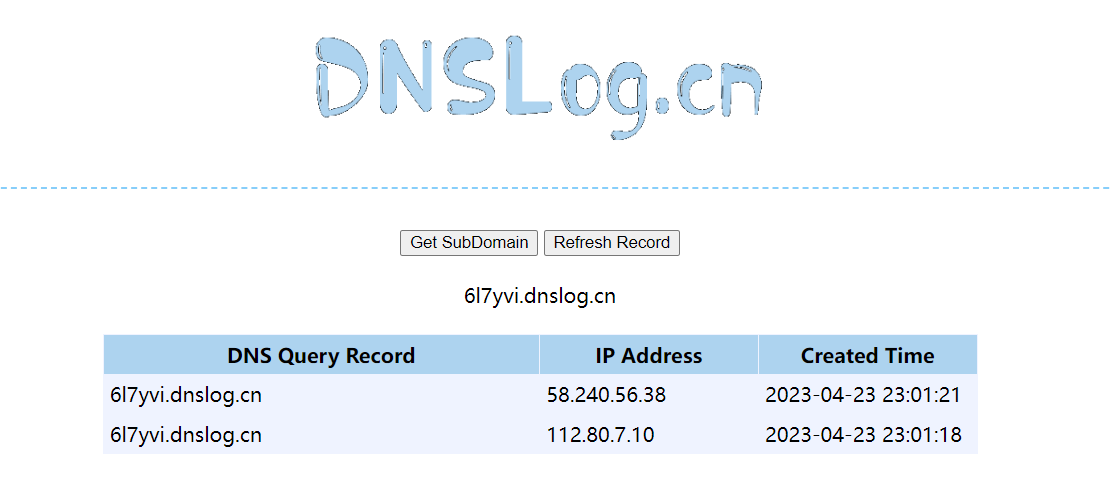 DNSLog.cn
Get SubDomain Refresh Record
6l7yvi.dnslog.cn
DNS Query Record IP Address Created Time
6l7yvi.dnslog.cn 58.240.56.38 2023-04-23 23:01:21
6l7yvi.dnslog.cn 112.80.7.10 2023-04-23 23:01:18